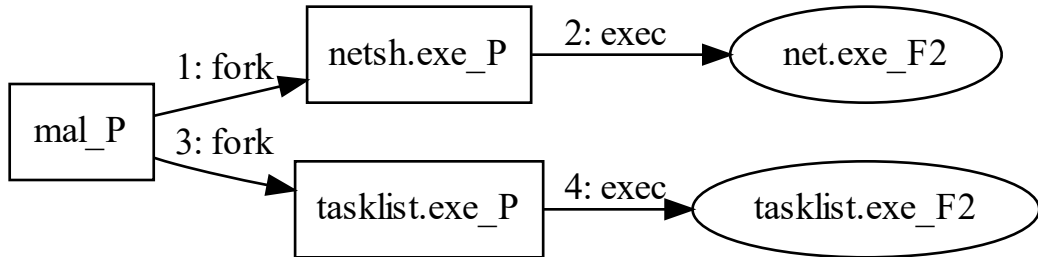 mal_P
1: fork
netsh.exe_P
2: exec
net.exe_F2
3: fork
tasklist.exe_P
4: exec
tasklist.exe_F2